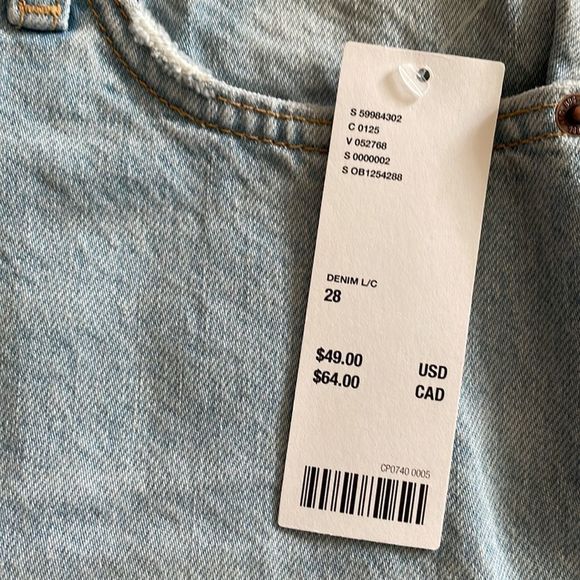 S 59984302
C 0125
V 052768
S 0000002
S OB1254288
DENIM L/C
28
$49.00 USD
$64.00 CAD
CP0740 0005